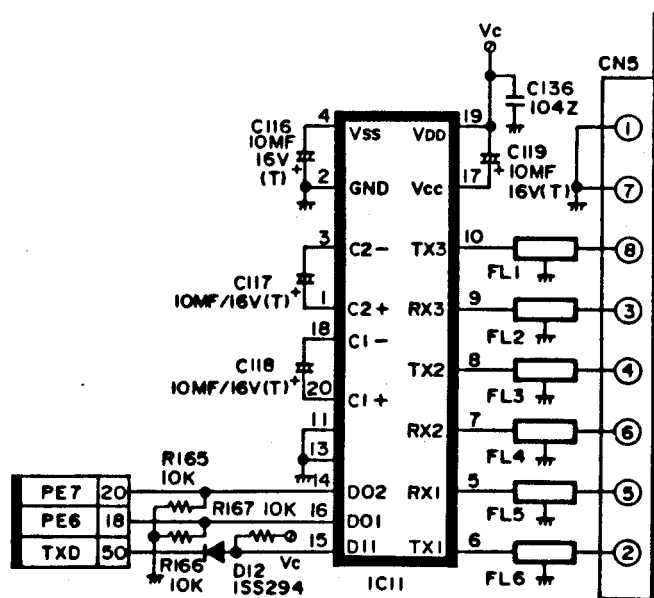 Vc
CN5
C136
104Z
C116
10MF
16V
(T)
+
4
VSS
VDD
19
C119
10MF
16V(T)
+
1
2
GND
Vcc
17
7
3
C2-
TX3
10
FL1
8
C117
10MF/16V(T)
+
1
C2+
RX3
9
FL2
3
18
C1-
C118
10MF/16V(T)
+
20
C1+
TX2
8
FL3
4
11
RX2
7
FL4
6
13
R165
10K
14
DO2
RX1
5
FL5
5
PE7 20
R167 10K
16
DO1
PE6 18
15
DI1
TX1
6
FL6
2
TXD 50
R166
10K
D12
1SS294
Vc
IC11